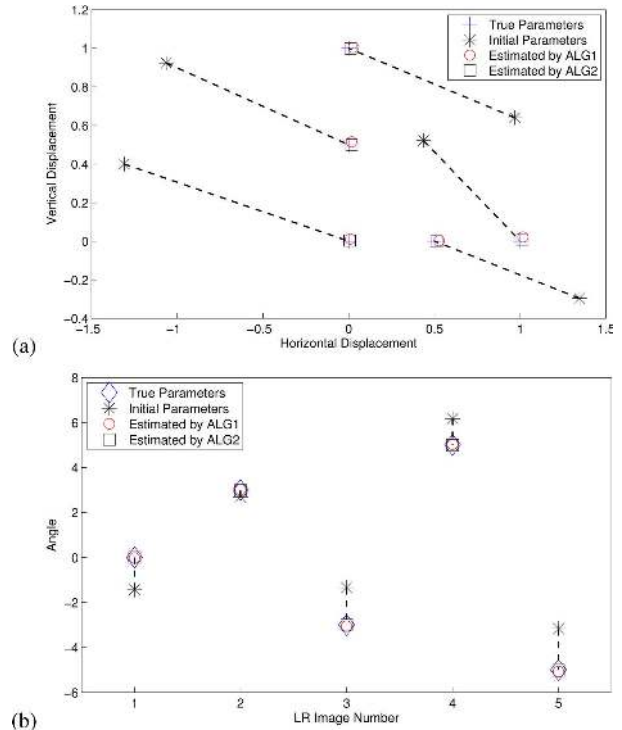 1.2
1
0.8
0.6
0.4
0.2
0
-0.2
-0.4
Vertical Displacement
True Parameters
Initial Parameters
Estimated by ALG1
Estimated by ALG2
-1.5 -1 -0.5 0 0.5 1 1.5
Horizontal Displacement
(a)
8
6
4
2
0
-2
-4
-6
Angle
True Parameters
Initial Parameters
Estimated by ALG1
Estimated by ALG2
1 2 3 4 5
LR Image Number
(b)